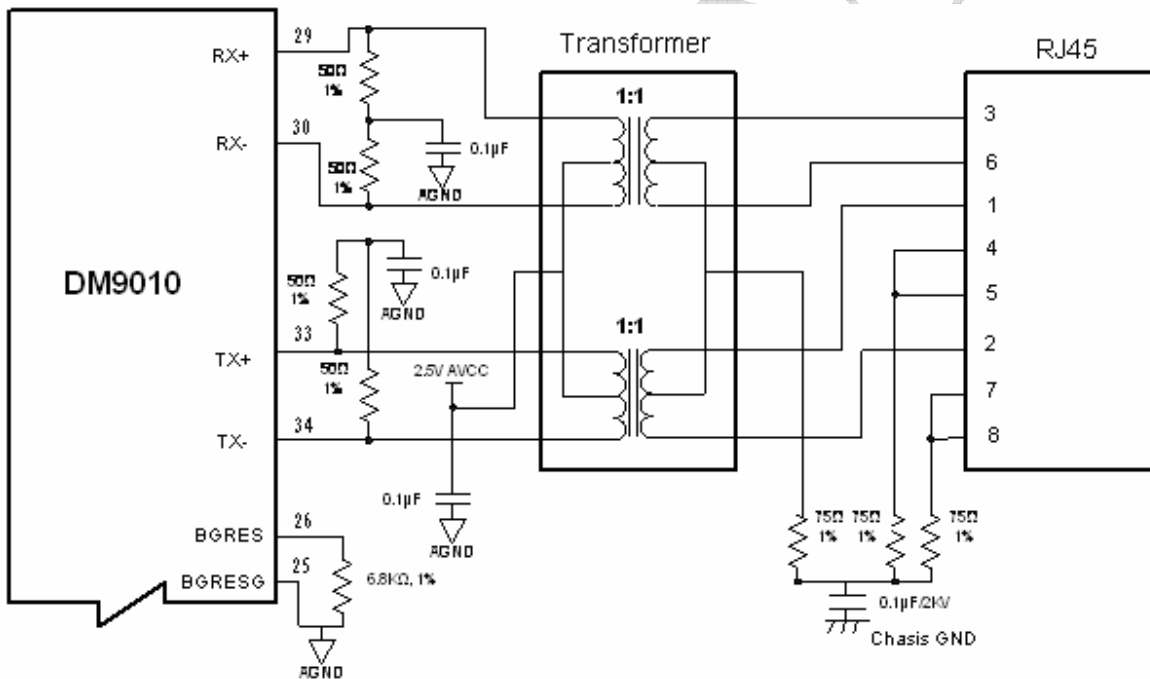 Transformer
RJ45
DM9010
RX+
29
50Ω
1%
RX-
30
50Ω
1%
0.1µF
AGND
1:1
3
6
1
4
5
2
7
8
50Ω
1%
0.1µF
AGND
TX+
33
50Ω
1%
2.5V AVCC
1:1
TX-
34
0.1µF
AGND
BGRES
26
BGRESG
25
6.8KΩ, 1%
AGND
75Ω
1%
75Ω
1%
75Ω
1%
0.1µF/2KV
Chasis GND